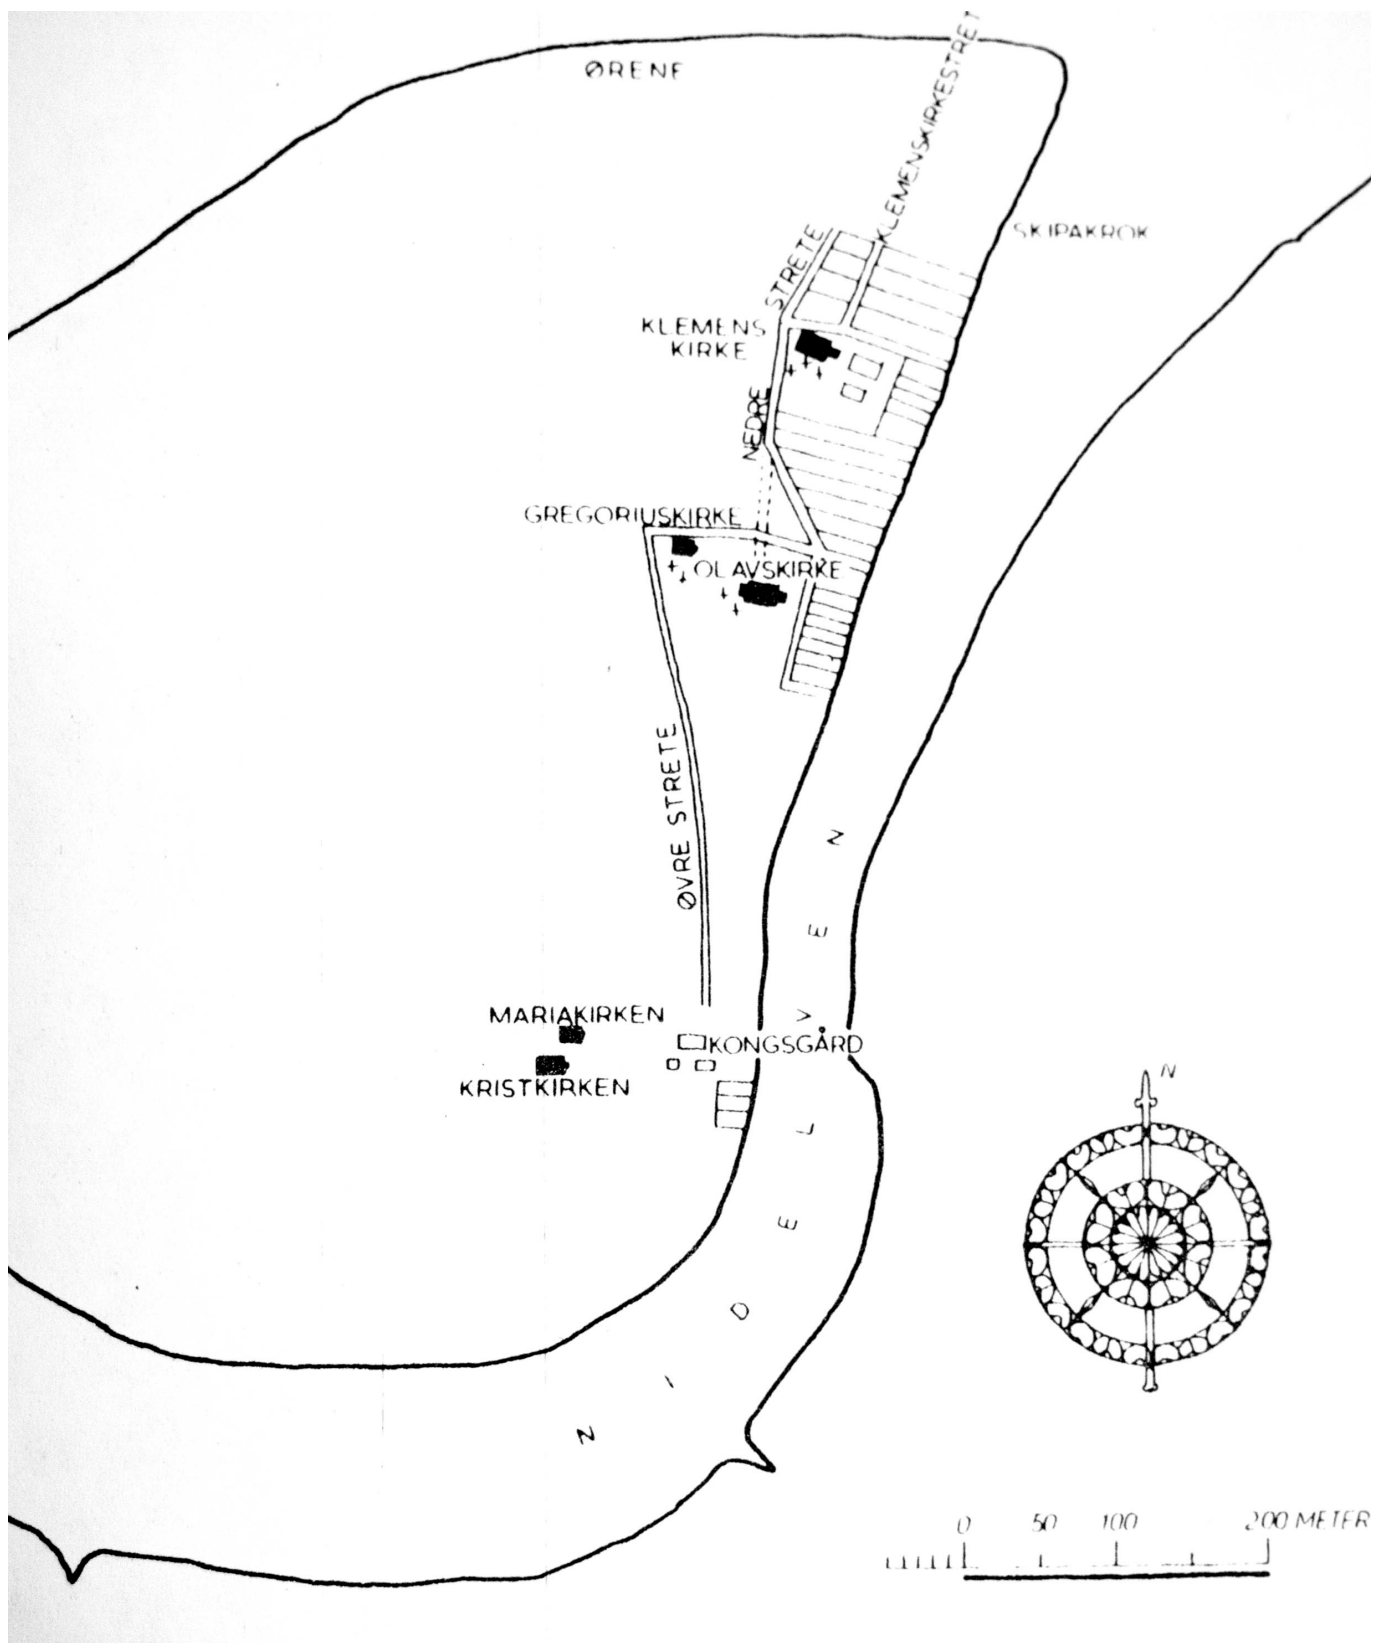 ØRENE
KLEMENSKIRKESTRET
SKIPAKROK
NEDRE STRETE
KLEMENS
KIRKE
GREGORIUSKIRKE
OLAVSKIRKE
ØVRE STRETE
MARIAKIRKEN
KONGSGÅRD
KRISTKIRKEN
NIDELVEN
N
0 50 100 200 METER